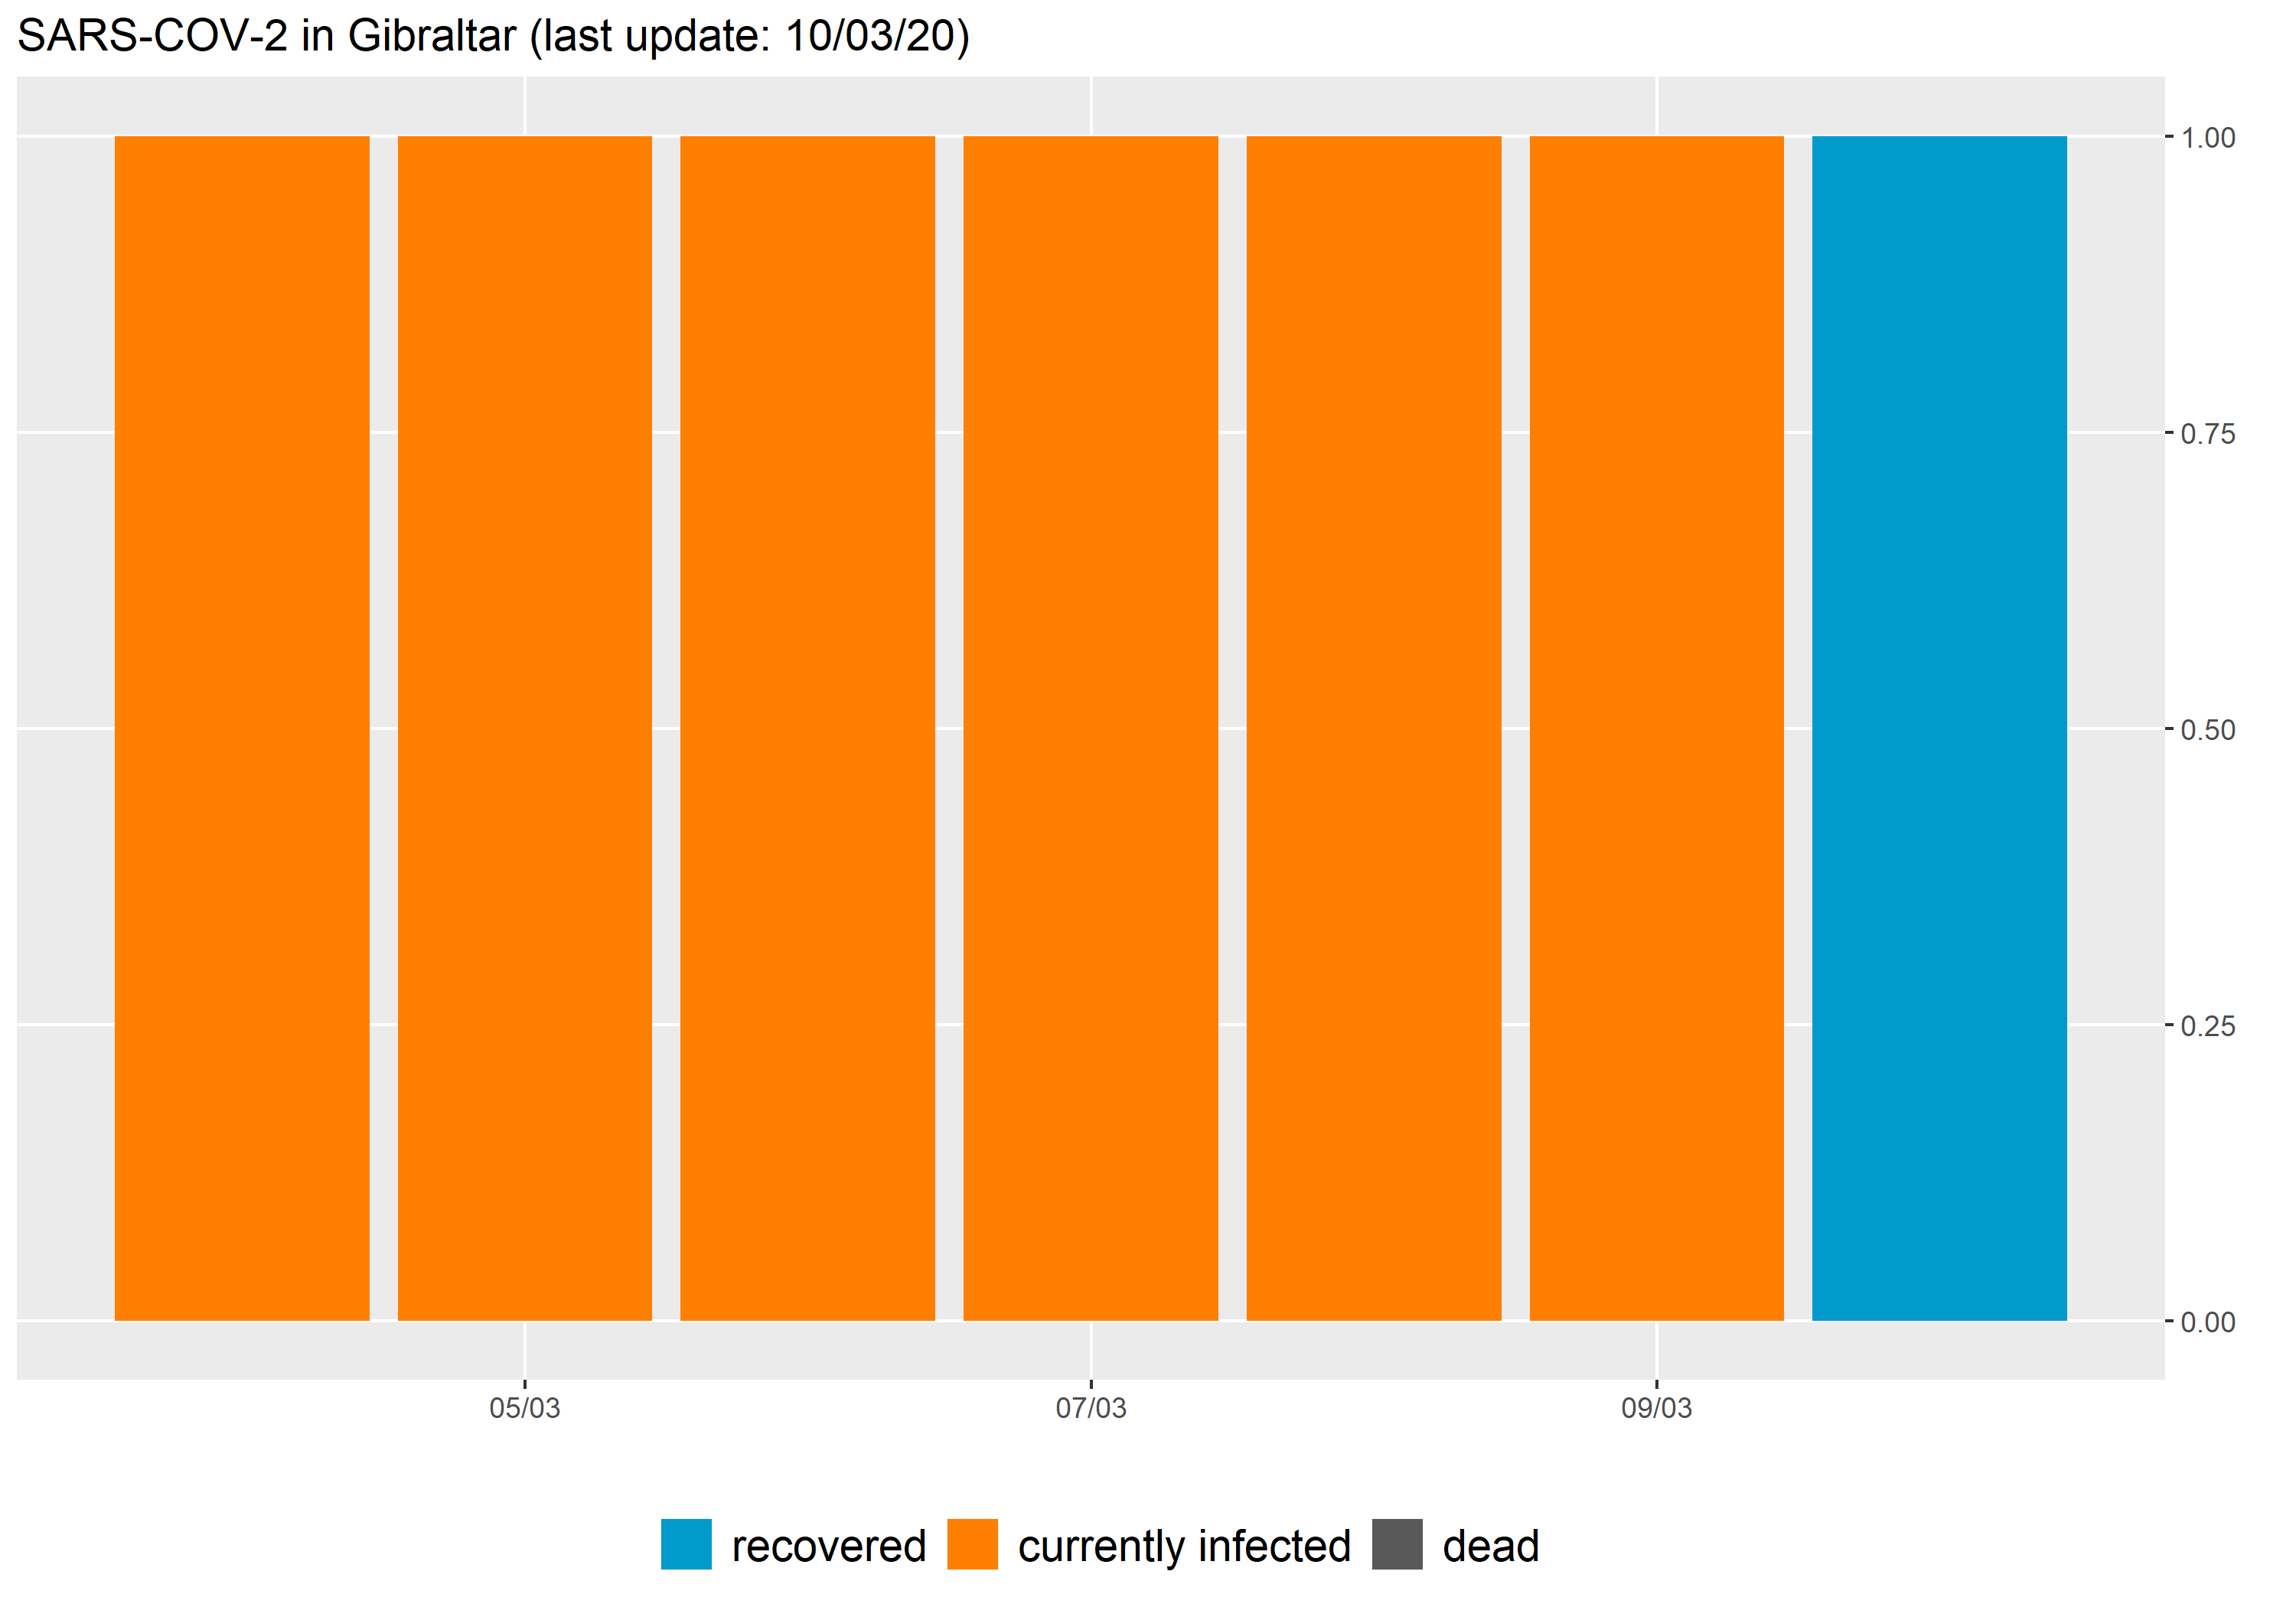 SARS-COV-2 in Gibraltar (last update: 10/03/20)
1.00
0.75
0.50
0.25
0.00
05/03 07/03 09/03
recovered currently infected dead